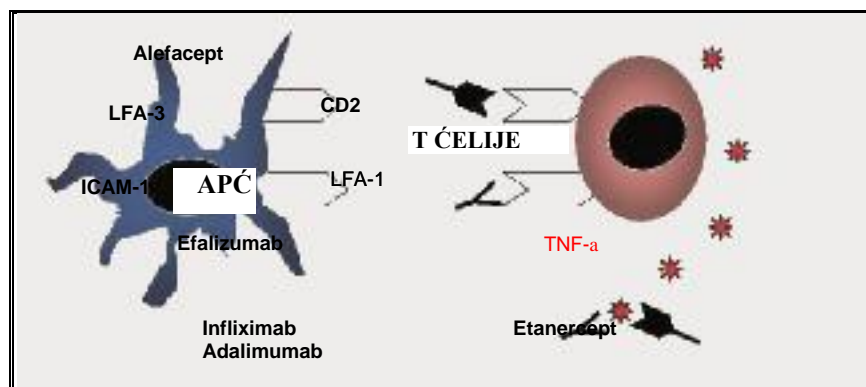 Alefacept
LFA-3
CD2
T ĆELIJE
ICAM-1
APĆ
LFA-1
Efalizumab
TNF-a
Infliximab
Adalimumab
Etanercept